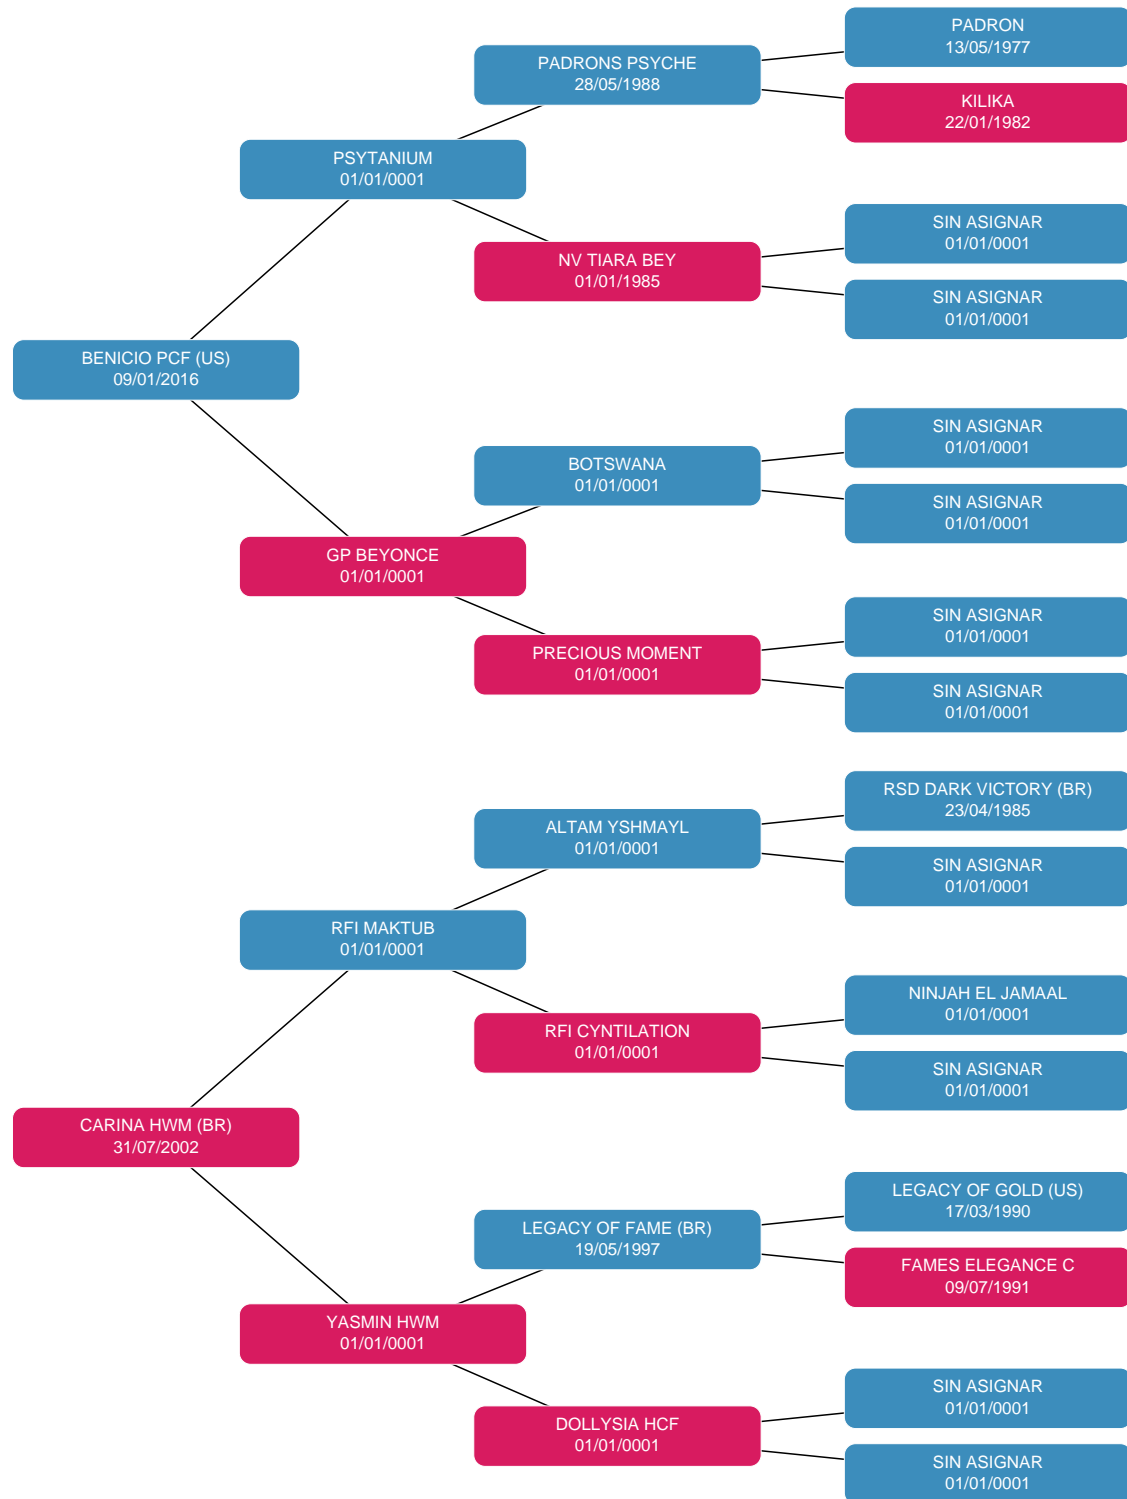 PADRON
13/05/1977
PADRONS PSYCHE
28/05/1988
KILIKA
22/01/1982
PSYTANIUM
01/01/0001
SIN ASIGNAR
01/01/0001
NV TIARA BEY
01/01/1985
SIN ASIGNAR
01/01/0001
BENICIO PCF (US)
09/01/2016
SIN ASIGNAR
01/01/0001
BOTSWANA
01/01/0001
SIN ASIGNAR
01/01/0001
GP BEYONCE
01/01/0001
SIN ASIGNAR
01/01/0001
PRECIOUS MOMENT
01/01/0001
SIN ASIGNAR
01/01/0001
RSD DARK VICTORY (BR)
23/04/1985
ALTAM YSHMAYL
01/01/0001
SIN ASIGNAR
01/01/0001
RFI MAKTUB
01/01/0001
NINJAH EL JAMAAL
01/01/0001
RFI CYNTILATION
01/01/0001
SIN ASIGNAR
01/01/0001
CARINA HWM (BR)
31/07/2002
LEGACY OF GOLD (US)
17/03/1990
LEGACY OF FAME (BR)
19/05/1997
FAMES ELEGANCE C
09/07/1991
YASMIN HWM
01/01/0001
SIN ASIGNAR
01/01/0001
DOLLYSIA HCF
01/01/0001
SIN ASIGNAR
01/01/0001